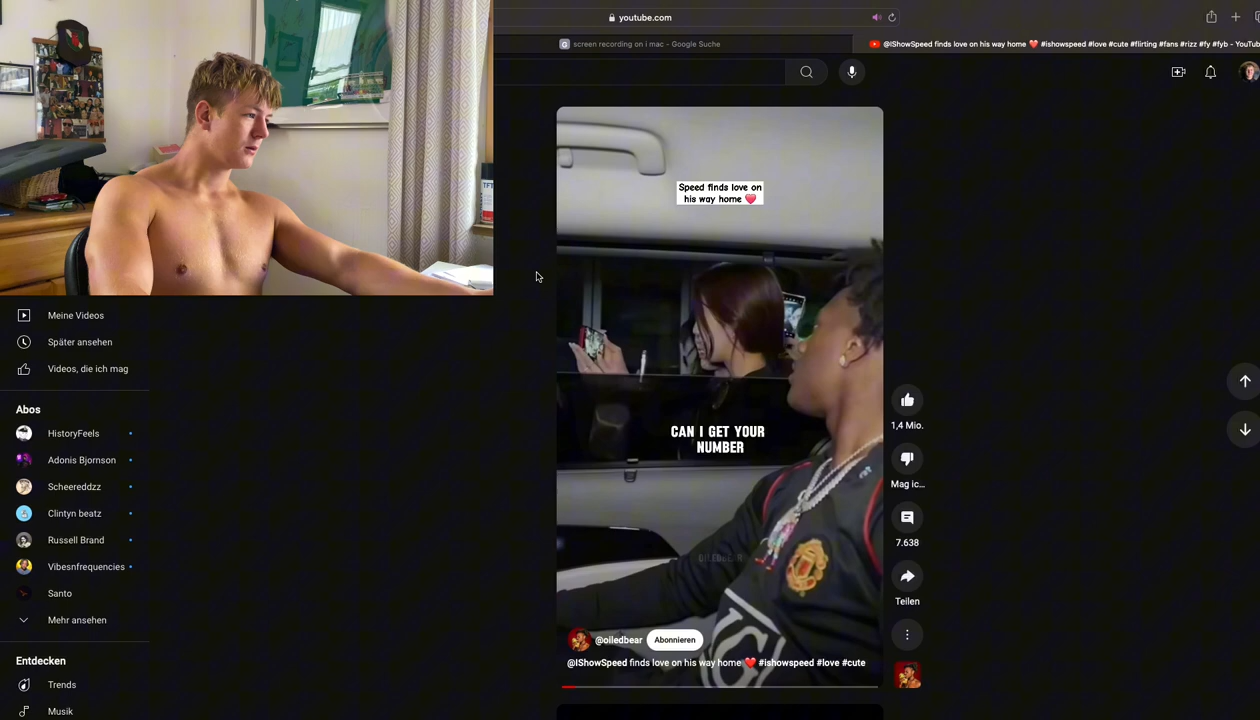 youtube.com
screen recording on i mac - Google Suche
@IShowSpeed finds love on his way home ❤️ #ishowspeed #love #cute #flirting #fans #rizz #fy #fyb - YouTub
Speed finds love on
his way home ❤️
CAN I GET YOUR
NUMBER
OILEDBEAR
@oiledbear
Abonnieren
@IShowSpeed finds love on his way home ❤️ #ishowspeed #love #cute
1,4 Mio.
Mag ic...
7.638
Teilen
Meine Videos
Später ansehen
Videos, die ich mag
Abos
HistoryFeels
Adonis Bjornson
Scheereddzz
Clintyn beatz
Russell Brand
Vibesnfrequencies
Santo
Mehr ansehen
Entdecken
Trends
Musik